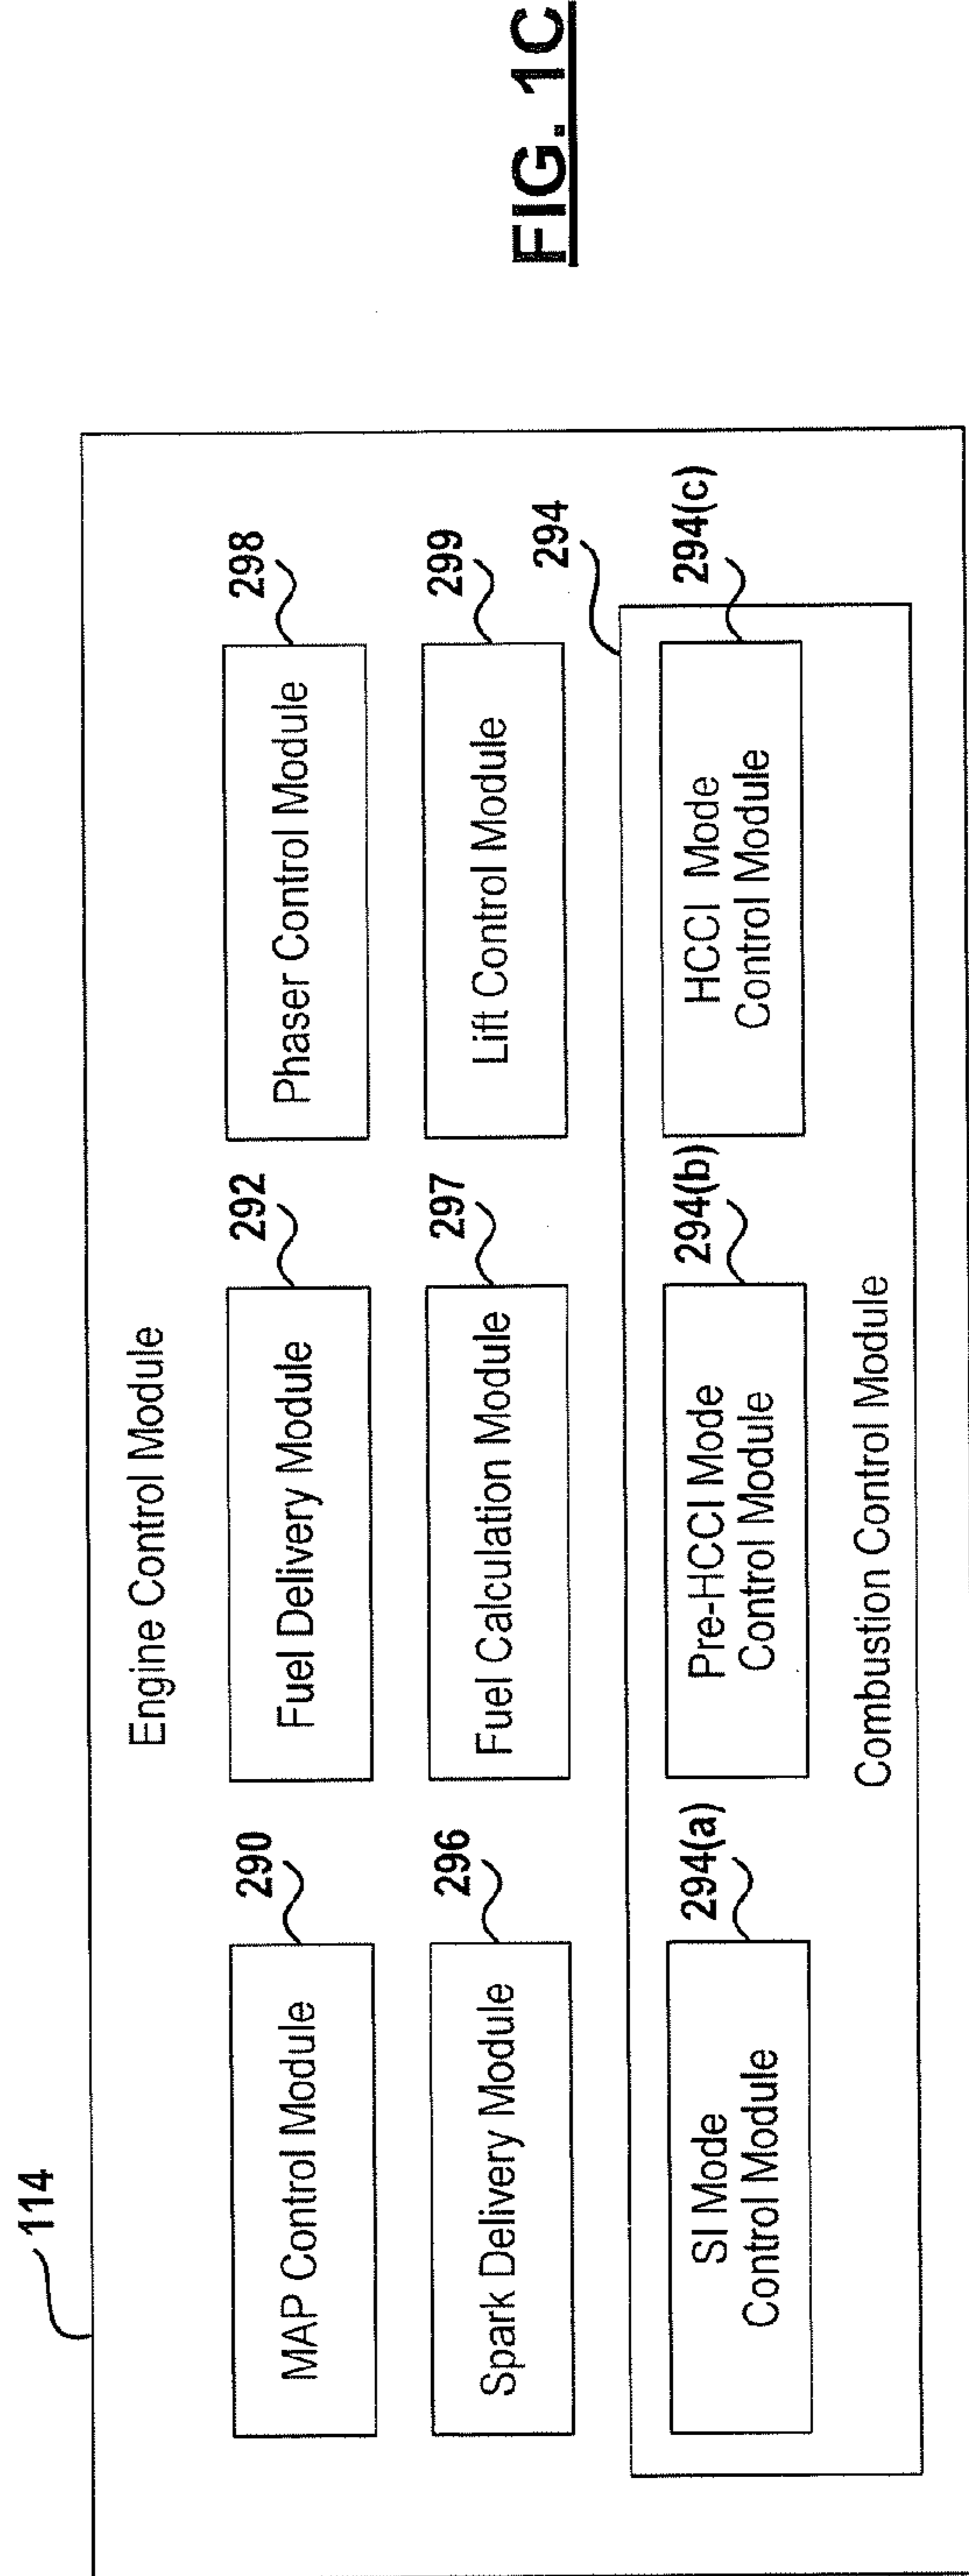 114
Engine Control Module
290
292
298
MAP Control Module
Fuel Delivery Module
Phaser Control Module
296
297
299
Spark Delivery Module
Fuel Calculation Module
Lift Control Module
294
294(a)
294(b)
294(c)
SI Mode
Control Module
Pre-HCCI Mode
Control Module
HCCI Mode
Control Module
Combustion Control Module
FIG. 1C